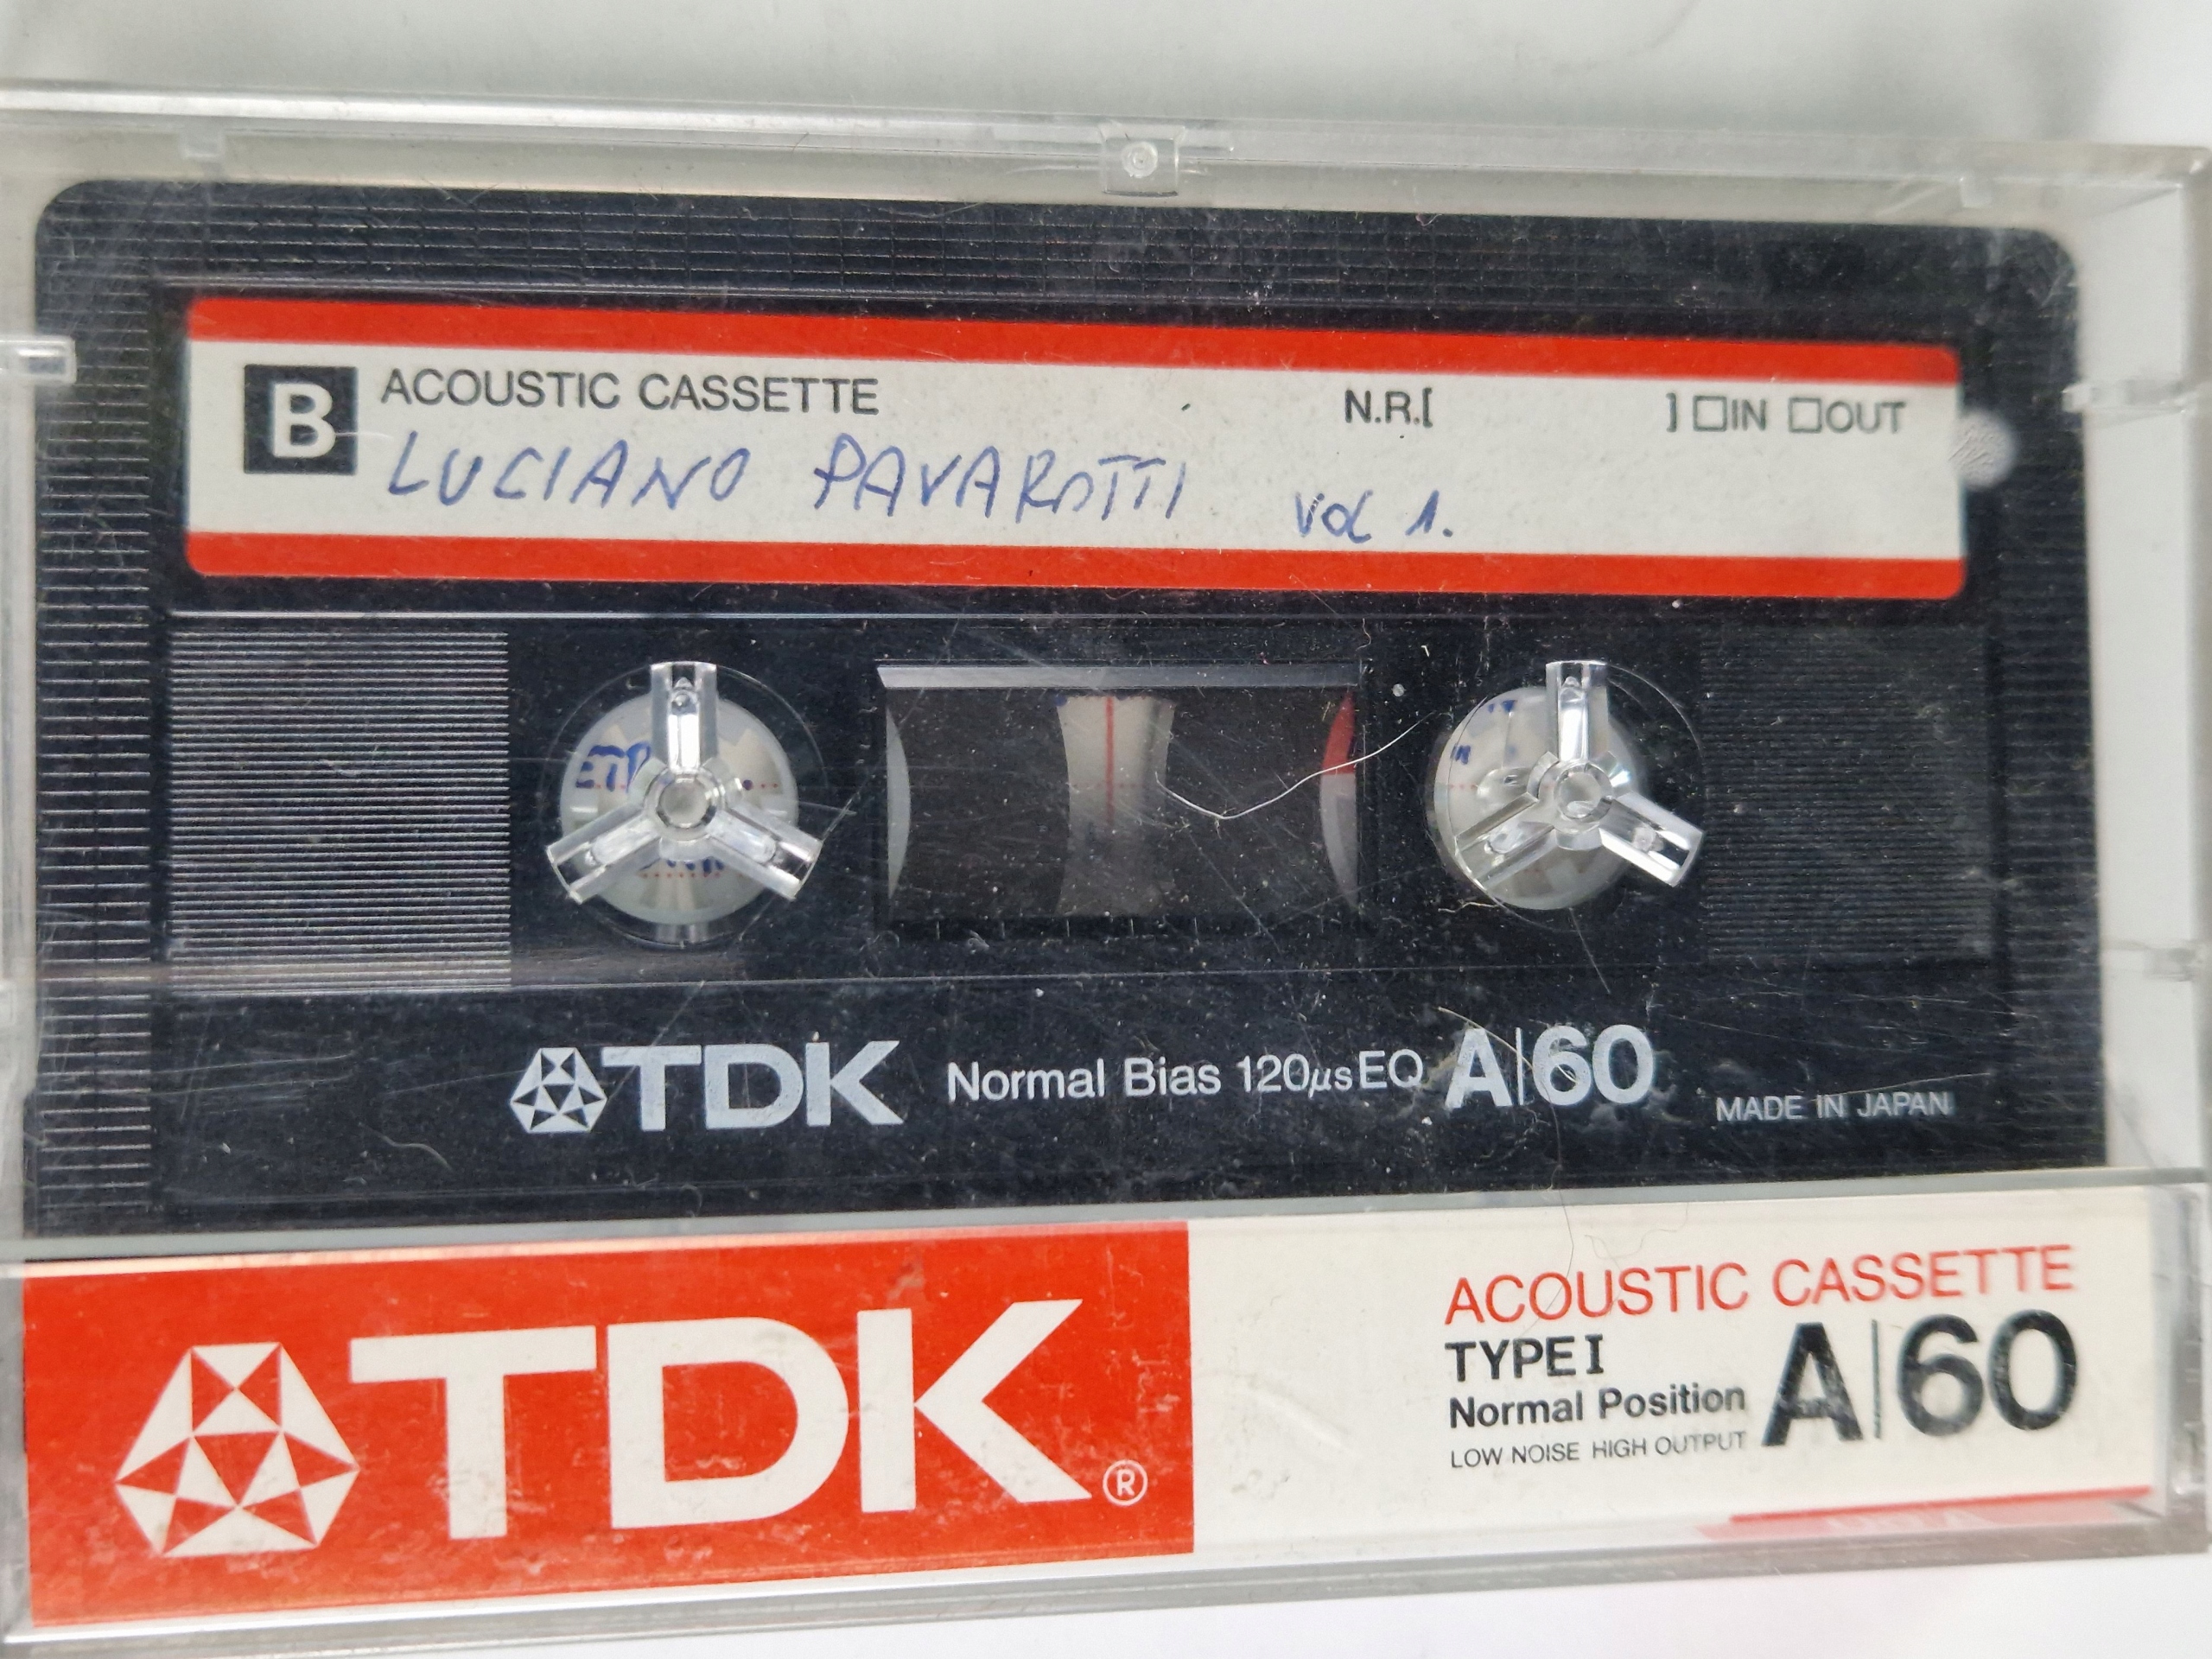 B ACOUSTIC CASSETTE N.R.[ ] IN OUT
LUCIANO PAVAROTTI VOL 1.
TDK Normal Bias 120µs EQ A|60 MADE IN JAPAN
TDK®
ACOUSTIC CASSETTE
TYPE I
Normal Position A|60
LOW NOISE HIGH OUTPUT